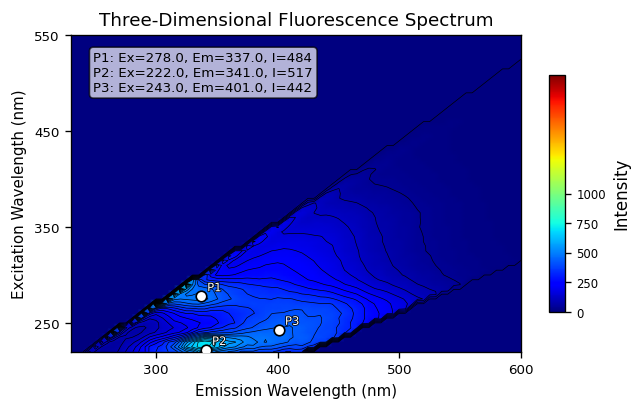 Three-Dimensional Fluorescence Spectrum
P1: Ex=278.0, Em=337.0, I=484
P2: Ex=222.0, Em=341.0, I=517
P3: Ex=243.0, Em=401.0, I=442
550
450
350
250
Excitation Wavelength (nm)
P1
P3
P2
300
400
500
600
Emission Wavelength (nm)
1000
750
500
250
0
Intensity